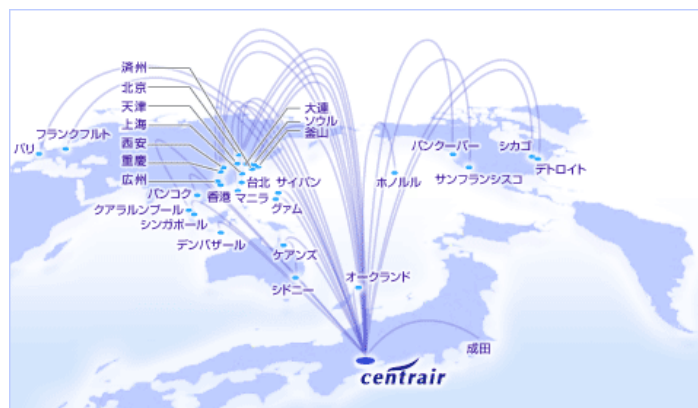 済州
北京
天津
上海
西安
重慶
広州
大連
ソウル
釜山
フランクフルト
パリ
バンクーバー
シカゴ
デトロイト
サンフランシスコ
ホノルル
台北
サイパン
香港
マニラ
グァム
バンコク
クアラルンプール
シンガポール
デンパザール
ケアンズ
シドニー
オークランド
成田
centrair